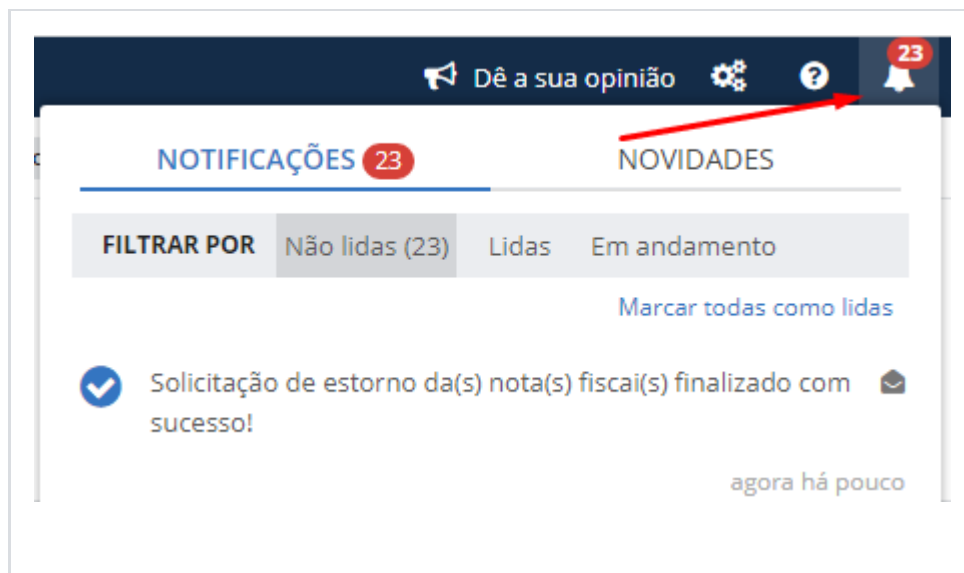 23
Dê a sua opinião
NOTIFICAÇÕES 23 NOVIDADES
FILTRAR POR Não lidas (23) Lidas Em andamento
Marcar todas como lidas
Solicitação de estorno da(s) nota(s) fiscai(s) finalizado com
sucesso!
agora há pouco